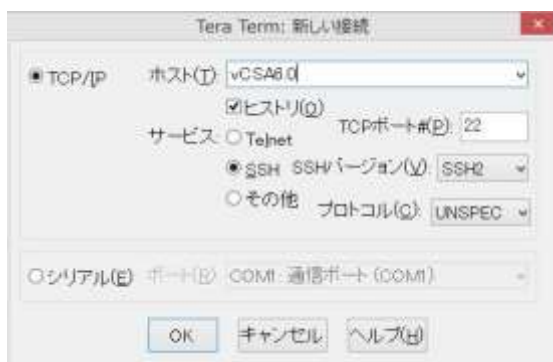 Tera Term: 新しい接続
TCP/IP ホスト(T): vCSA6.0
ヒストリ(O)
サービス: Telnet TCPポート#(P): 22
SSH SSHバージョン(V): SSH2
その他 プロトコル(C): UNSPEC
シリアル(E) ポート(R): COM1: 通信ポート (COM1)
OK キャンセル ヘルプ(H)